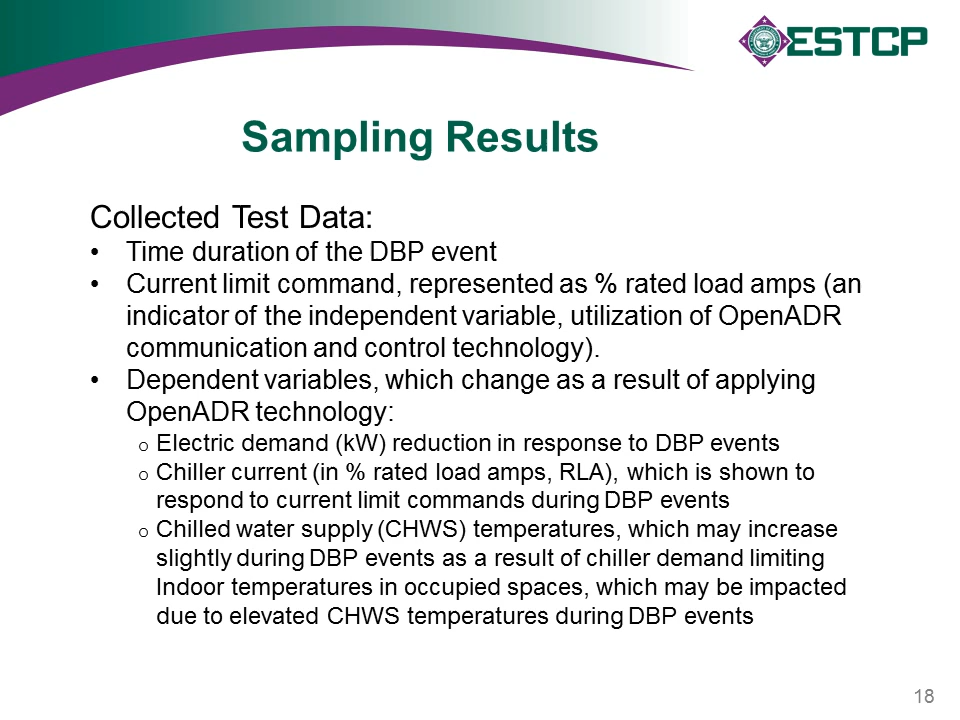 ESTCP
Sampling Results
Collected Test Data:
• Time duration of the DBP event
• Current limit command, represented as % rated load amps (an
indicator of the independent variable, utilization of OpenADR
communication and control technology).
• Dependent variables, which change as a result of applying
OpenADR technology:
o Electric demand (kW) reduction in response to DBP events
o Chiller current (in % rated load amps, RLA), which is shown to
respond to current limit commands during DBP events
o Chilled water supply (CHWS) temperatures, which may increase
slightly during DBP events as a result of chiller demand limiting
Indoor temperatures in occupied spaces, which may be impacted
due to elevated CHWS temperatures during DBP events
18